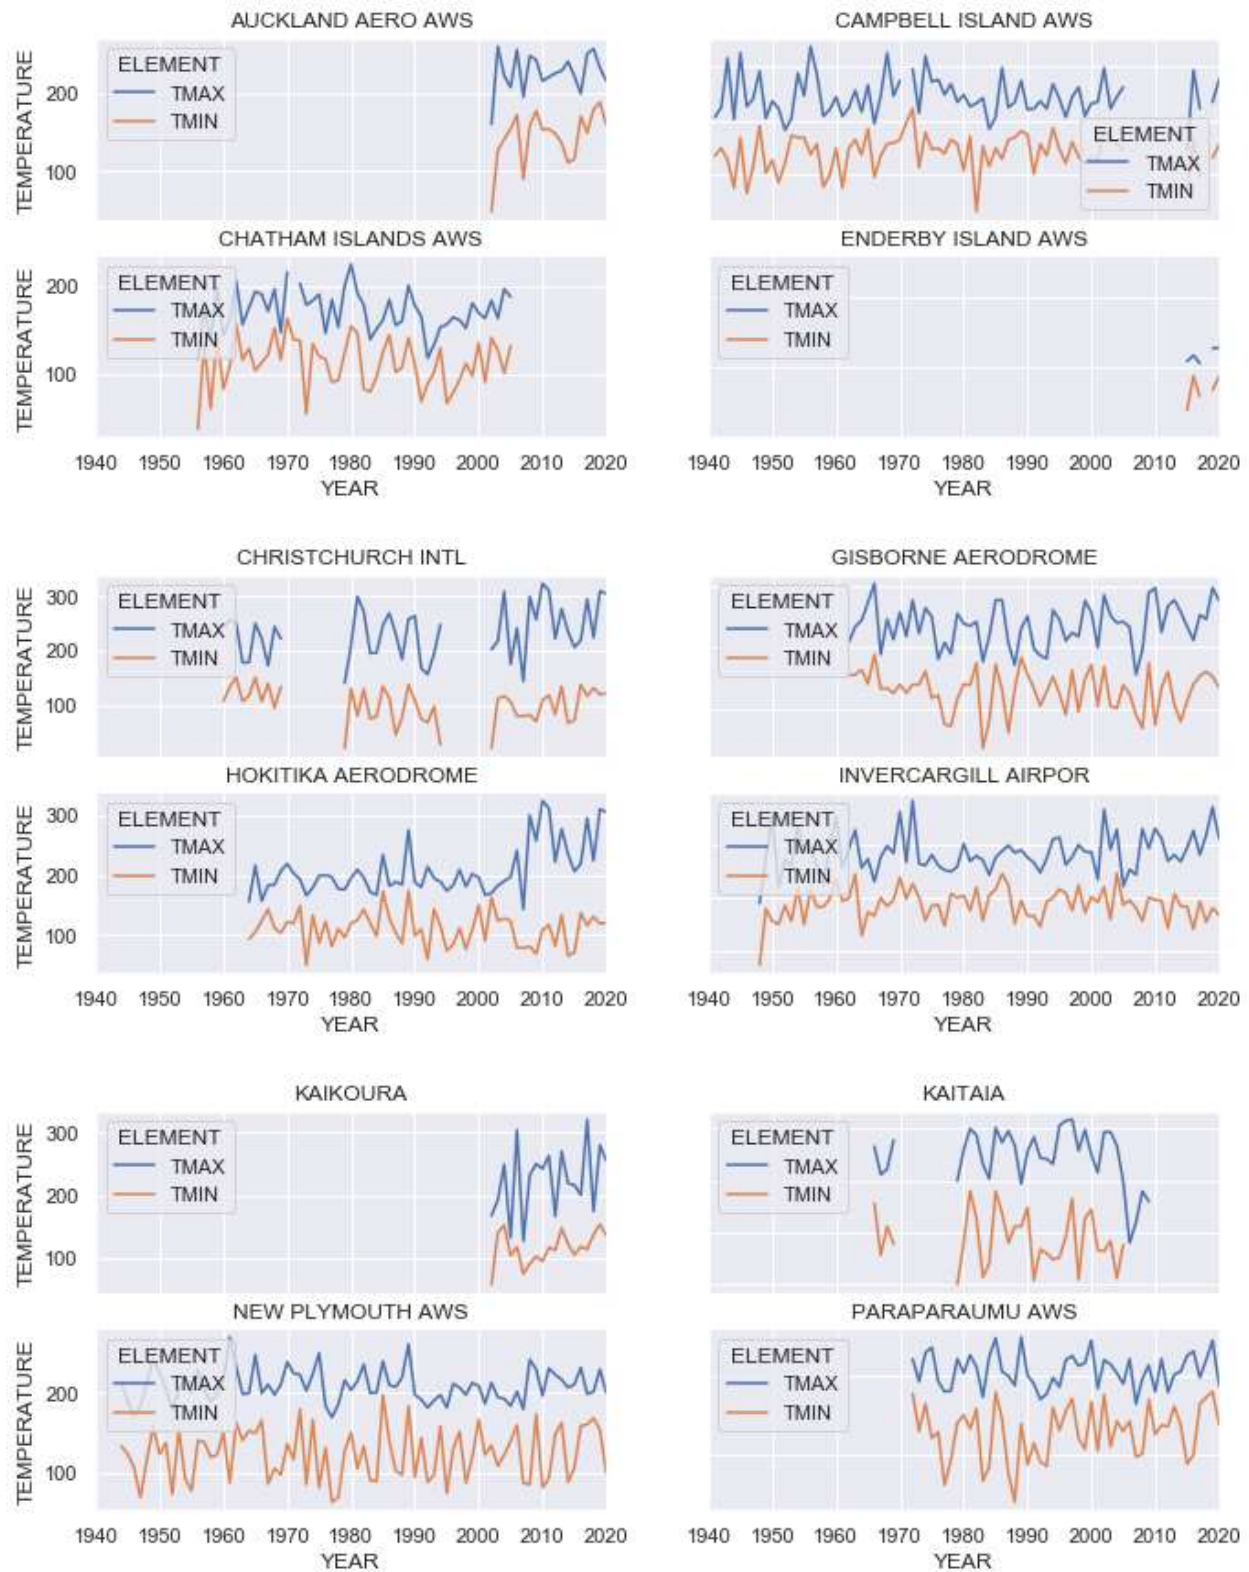 AUCKLAND AERO AWS
CAMPBELL ISLAND AWS
TEMPERATURE
200
100
ELEMENT
TMAX
TMIN
ELEMENT
TMAX
TMIN
CHATHAM ISLANDS AWS
ENDERBY ISLAND AWS
TEMPERATURE
200
100
ELEMENT
TMAX
TMIN
ELEMENT
TMAX
TMIN
1940 1950 1960 1970 1980 1990 2000 2010 2020
1940 1950 1960 1970 1980 1990 2000 2010 2020
YEAR
YEAR
CHRISTCHURCH INTL
GISBORNE AERODROME
TEMPERATURE
300
200
100
ELEMENT
TMAX
TMIN
ELEMENT
TMAX
TMIN
HOKITIKA AERODROME
INVERCARGILL AIRPOR
TEMPERATURE
300
200
100
ELEMENT
TMAX
TMIN
ELEMENT
TMAX
TMIN
1940 1950 1960 1970 1980 1990 2000 2010 2020
1940 1950 1960 1970 1980 1990 2000 2010 2020
YEAR
YEAR
KAIKOURA
KAITAIA
TEMPERATURE
300
200
100
ELEMENT
TMAX
TMIN
ELEMENT
TMAX
TMIN
NEW PLYMOUTH AWS
PARAPARAUMU AWS
TEMPERATURE
200
100
ELEMENT
TMAX
TMIN
ELEMENT
TMAX
TMIN
1940 1950 1960 1970 1980 1990 2000 2010 2020
1940 1950 1960 1970 1980 1990 2000 2010 2020
YEAR
YEAR